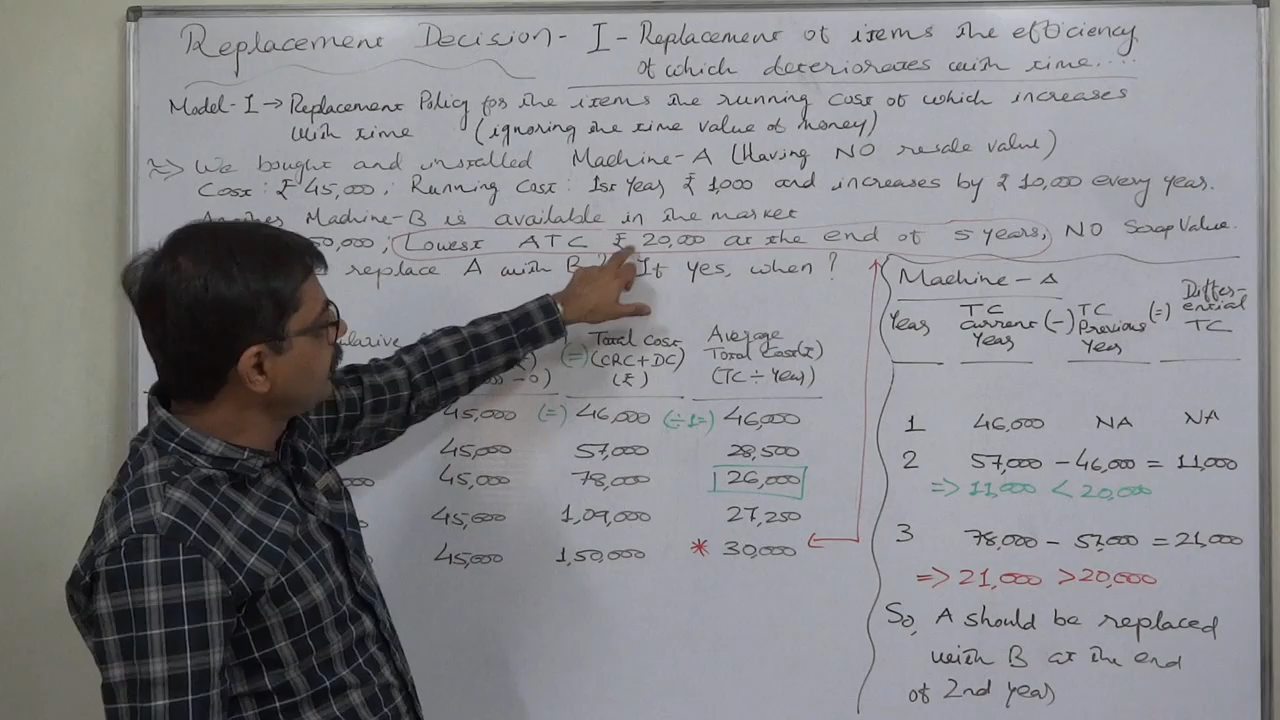 Replacement Decision - I - Replacement of items the efficiency
of which deteriorates with time....
Model-I → Replacement Policy for the items the running cost of which increases
with time (ignoring the time value of money)
We bought and installed Machine-A (Having NO resale value)
Cost: ₹ 45,000; Running Cost: 1st Year ₹ 1,000 and increases by ₹ 10,000 every year.
Another Machine-B is available in the market
0,000; Lowest ATC ₹ 20,000 at the end of 5 years, NO Scrap Value.
replace A with B? If yes, when?
Total Cost Average
(=) (CRC+DC) Total Cost(₹)
(₹) (TC ÷ Year)
45,000 (=) 46,000 (÷1=) 46,000
45,000 57,000 28,500
45,000 78,000 26,000
45,000 1,09,000 27,250
45,000 1,50,000 * 30,000
Machine - A
Year TC current Year (-) TC Previous Year (=) Differential TC
1 46,000 NA NA
2 57,000 - 46,000 = 11,000
=> 11,000 < 20,000
3 78,000 - 57,000 = 21,000
=> 21,000 > 20,000
So, A should be replaced
with B at the end
of 2nd year